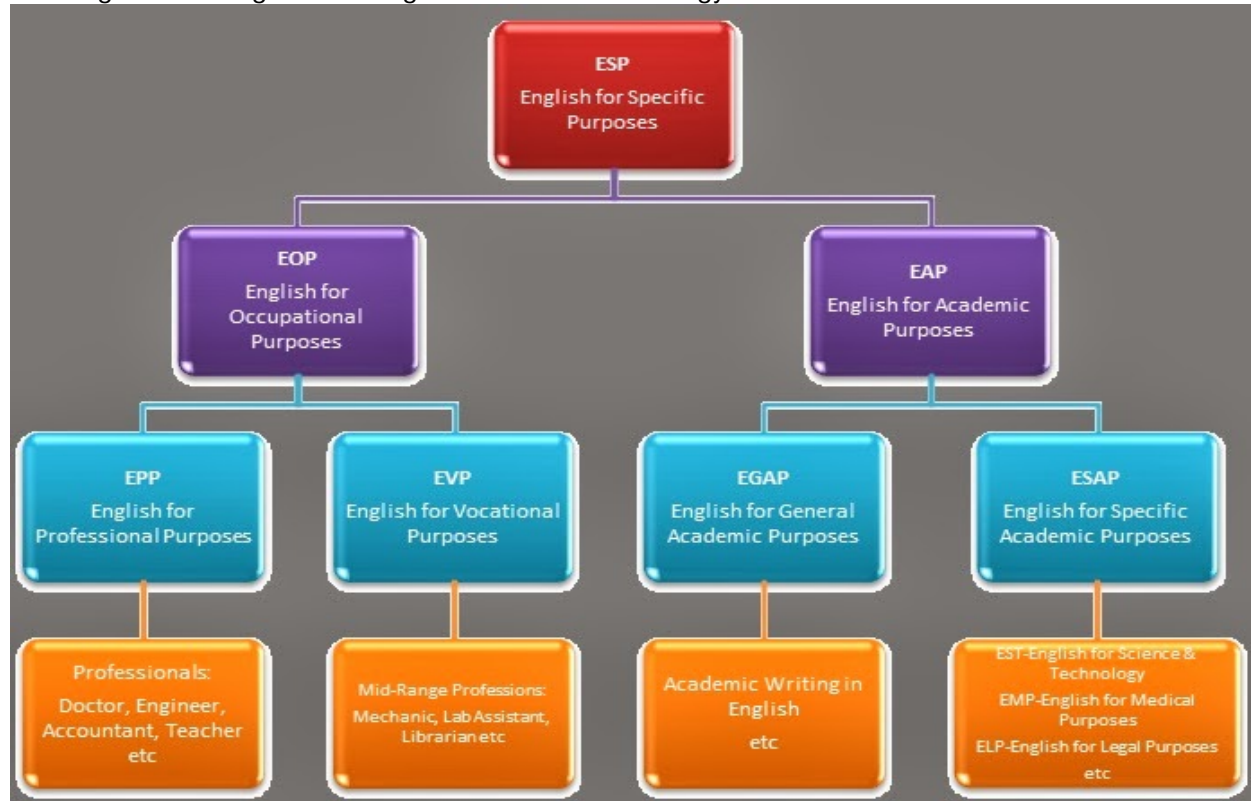 ESP
English for Specific
Purposes
EOP
English for
Occupational
Purposes
EAP
English for Academic
Purposes
EPP
English for
Professional Purposes
EVP
English for Vocational
Purposes
EGAP
English for General
Academic Purposes
ESAP
English for Specific
Academic Purposes
Professionals:
Doctor, Engineer,
Accountant, Teacher
etc
Mid-Range Professions:
Mechanic, Lab Assistant,
Librarian etc
Academic Writing in
English
etc
EST-English for Science &
Technology
EMP-English for Medical
Purposes
ELP-English for Legal Purposes
etc